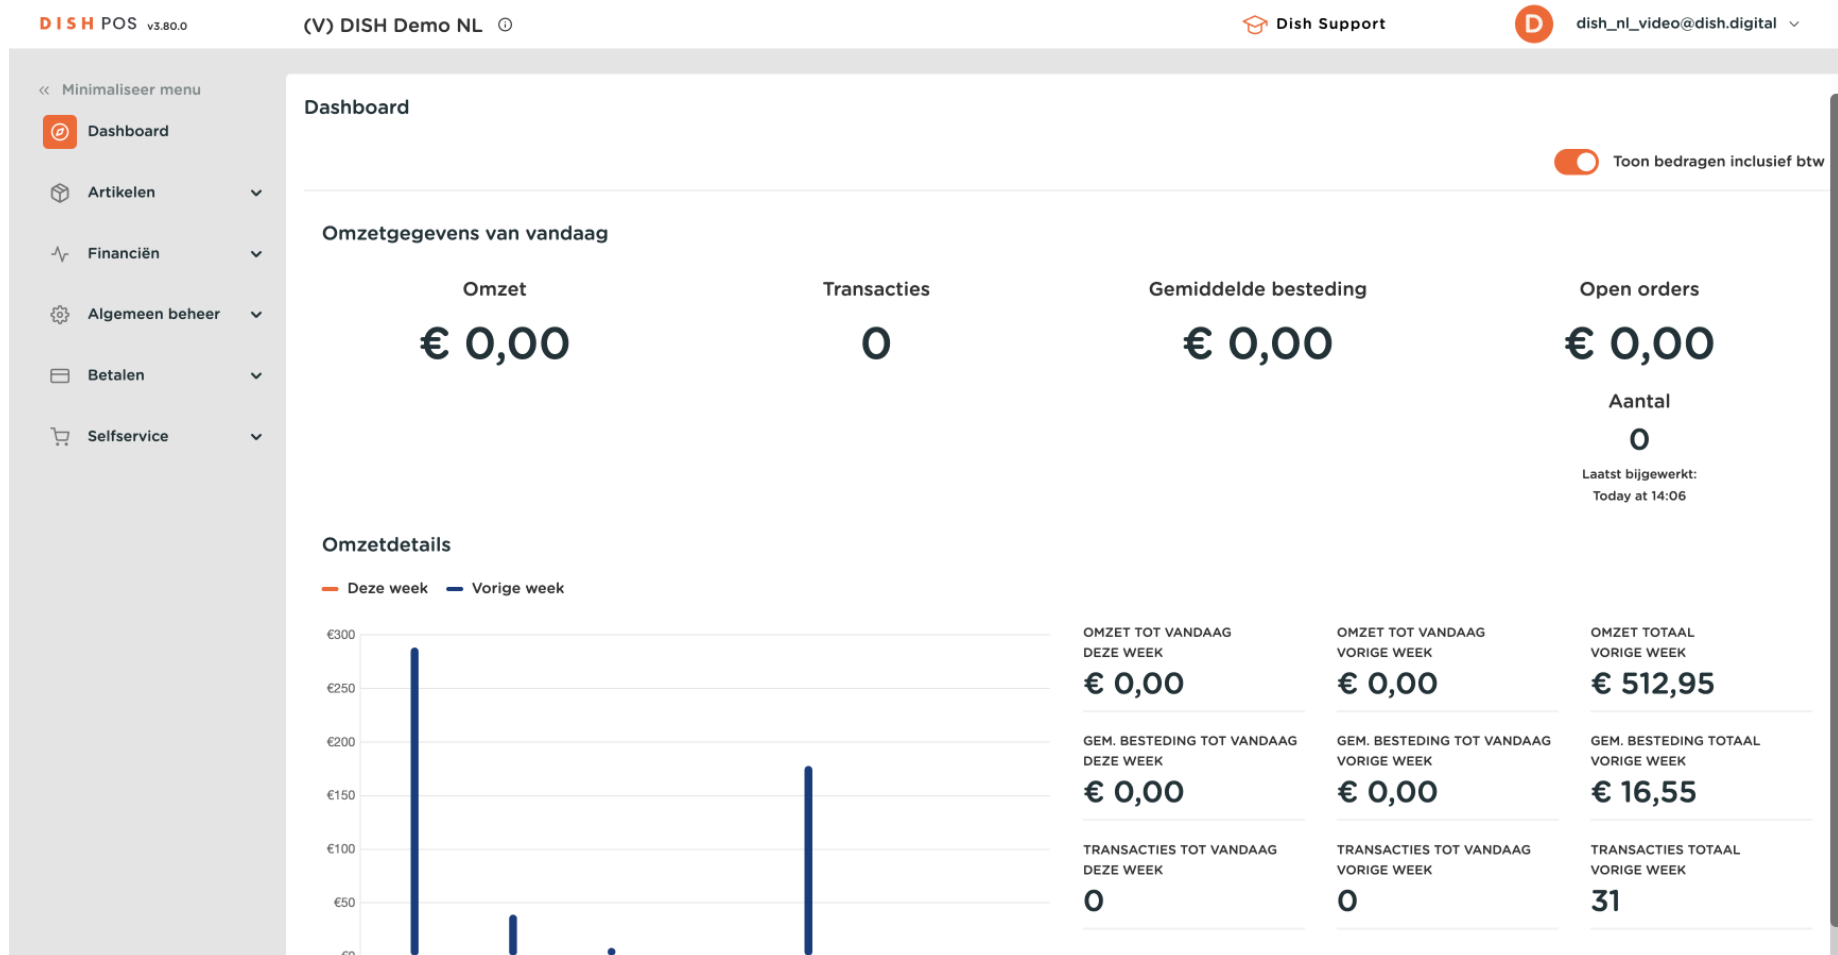 DISH POS v3.80.0
(V) DISH Demo NL
Dish Support
D
dish_nl_video@dish.digital
Minimaliseer menu
Dashboard
Artikelen
Financiën
Algemeen beheer
Betalen
Selfservice
Dashboard
Toon bedragen inclusief btw
Omzetgegevens van vandaag
Omzet
€ 0,00
Transacties
0
Gemiddelde besteding
€ 0,00
Open orders
€ 0,00
Aantal
0
Laatst bijgewerkt:
Today at 14:06
Omzetdetails
Deze week
Vorige week
€300
€250
€200
€150
€100
€50
€0
OMZET TOT VANDAAG
DEZE WEEK
€ 0,00
OMZET TOT VANDAAG
VORIGE WEEK
€ 0,00
OMZET TOTAAL
VORIGE WEEK
€ 512,95
GEM. BESTEDING TOT VANDAAG
DEZE WEEK
€ 0,00
GEM. BESTEDING TOT VANDAAG
VORIGE WEEK
€ 0,00
GEM. BESTEDING TOTAAL
VORIGE WEEK
€ 16,55
TRANSACTIES TOT VANDAAG
DEZE WEEK
0
TRANSACTIES TOT VANDAAG
VORIGE WEEK
0
TRANSACTIES TOTAAL
VORIGE WEEK
31